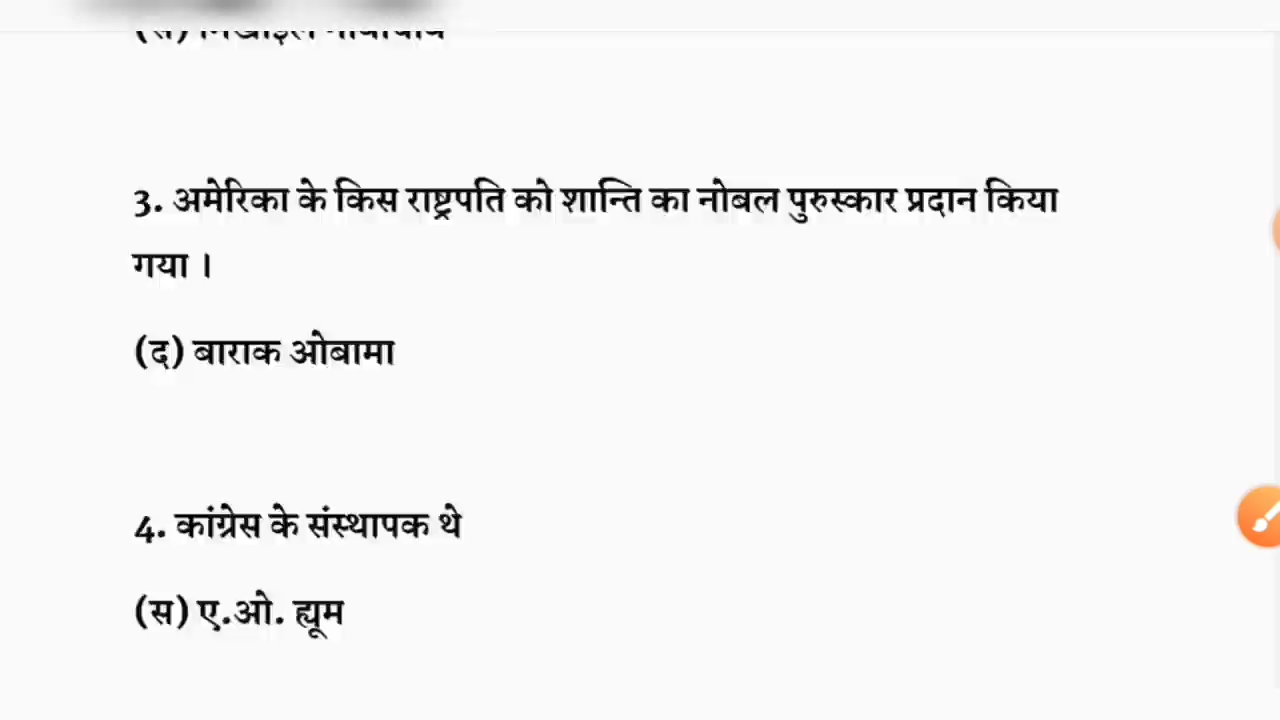 3. अमेरिका के किस राष्ट्रपति को शान्ति का नोबल पुरुस्कार प्रदान किया
गया ।
(द) बाराक ओबामा
4. कांग्रेस के संस्थापक थे
(स) ए.ओ. ह्यूम